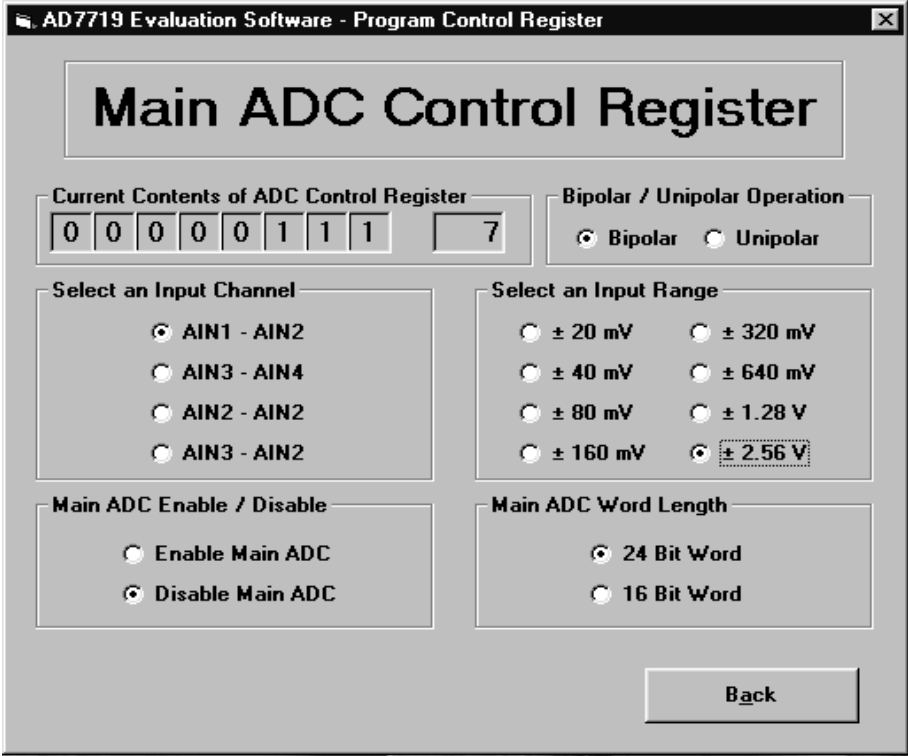 AD7719 Evaluation Software - Program Control Register
Main ADC Control Register
Current Contents of ADC Control Register
0 0 0 0 0 1 1 1 7
Bipolar / Unipolar Operation
Bipolar Unipolar
Select an Input Channel
AIN1 - AIN2
AIN3 - AIN4
AIN2 - AIN2
AIN3 - AIN2
Select an Input Range
± 20 mV ± 320 mV
± 40 mV ± 640 mV
± 80 mV ± 1.28 V
± 160 mV ± 2.56 V
Main ADC Enable / Disable
Enable Main ADC
Disable Main ADC
Main ADC Word Length
24 Bit Word
16 Bit Word
Back